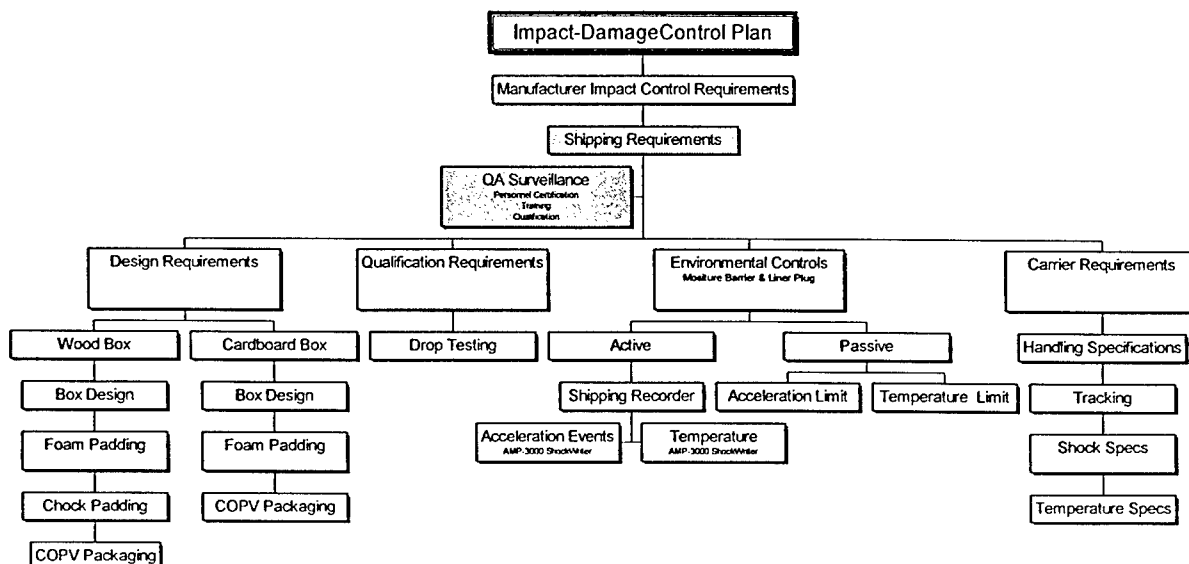 Impact-DamageControl Plan
Manufacturer Impact Control Requirements
Shipping Requirements
QA Surveillance
Personnel Certification
Training
Qualification
Design Requirements
Qualification Requirements
Environmental Controls
Mositure Barrier & Liner Plug
Carrier Requirements
Wood Box
Cardboard Box
Drop Testing
Active
Passive
Handling Specifications
Box Design
Box Design
Shipping Recorder
Acceleration Limit
Temperature Limit
Tracking
Foam Padding
Foam Padding
Acceleration Events
AMP-3000 ShockWriter
Temperature
AMP-3000 ShockWriter
Shock Specs
Chock Padding
COPV Packaging
Temperature Specs
COPV Packaging